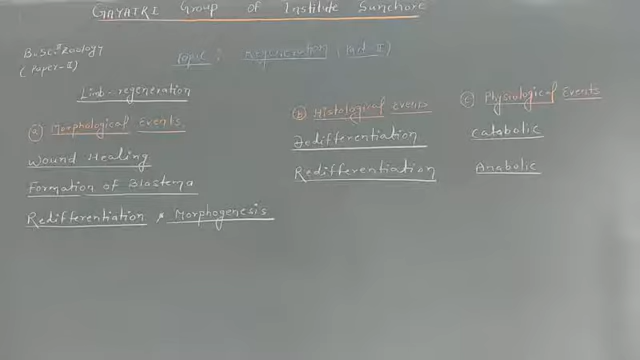 GAYATRI Group of Institute Sunchore
B.Sc. II Zoology
(Paper-II)
Topic: Regeneration (Part-II)
Limb-regeneration
(a) Morphological Events
Wound Healing
Formation of Blastema
Redifferentiation & Morphogenesis
(b) Histological Events
Dedifferentiation
Redifferentiation
(c) Physiological Events
Catabolic
Anabolic